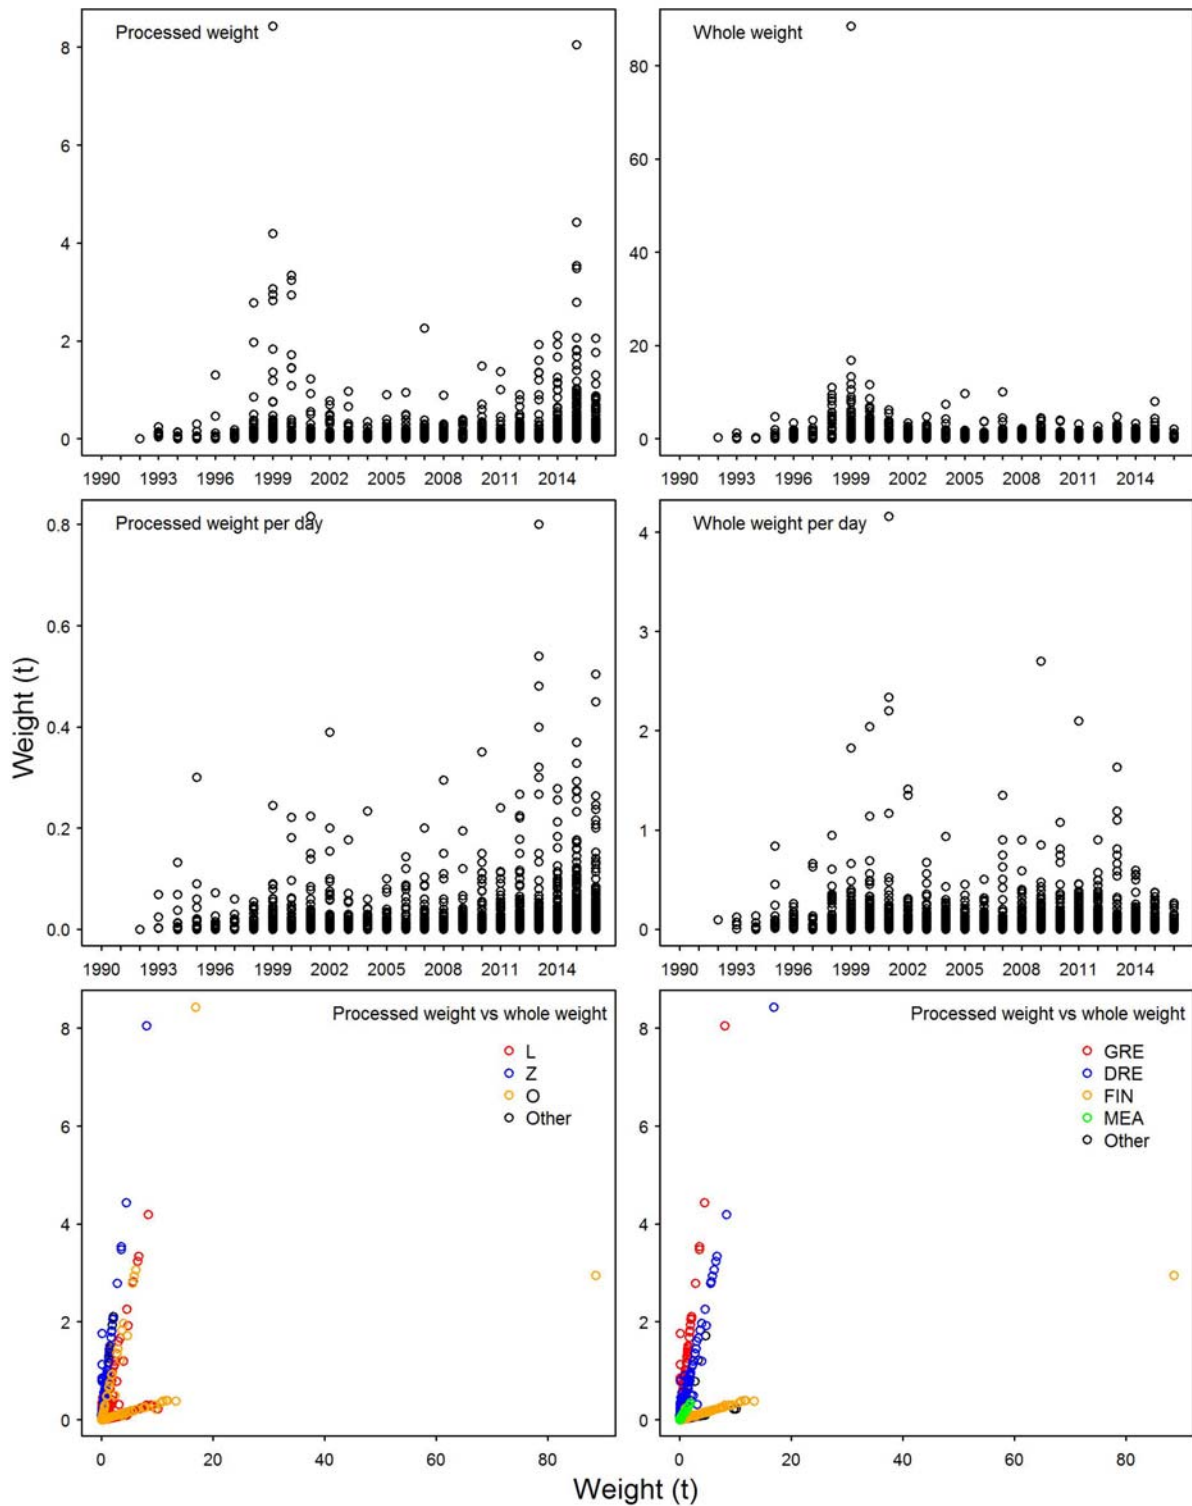 Processed weight
8
6
4
2
0
1990 1993 1996 1999 2002 2005 2008 2011 2014
Whole weight
80
60
40
20
0
1990 1993 1996 1999 2002 2005 2008 2011 2014
Weight (t)
Processed weight per day
0.8
0.6
0.4
0.2
0.0
1990 1993 1996 1999 2002 2005 2008 2011 2014
Whole weight per day
4
3
2
1
0
1990 1993 1996 1999 2002 2005 2008 2011 2014
Processed weight vs whole weight
L
Z
O
Other
8
6
4
2
0
0 20 40 60 80
Processed weight vs whole weight
GRE
DRE
FIN
MEA
Other
8
6
4
2
0
0 20 40 60 80
Weight (t)